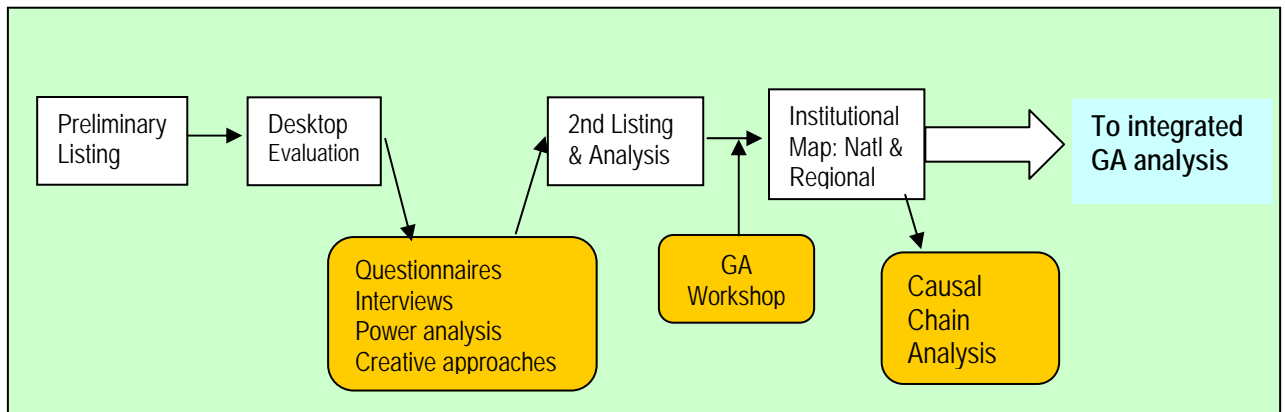 Preliminary
Listing
Desktop
Evaluation
2nd Listing
& Analysis
Institutional
Map: Natl &
Regional
To integrated
GA analysis
Questionnaires
Interviews
Power analysis
Creative approaches
GA
Workshop
Causal
Chain
Analysis